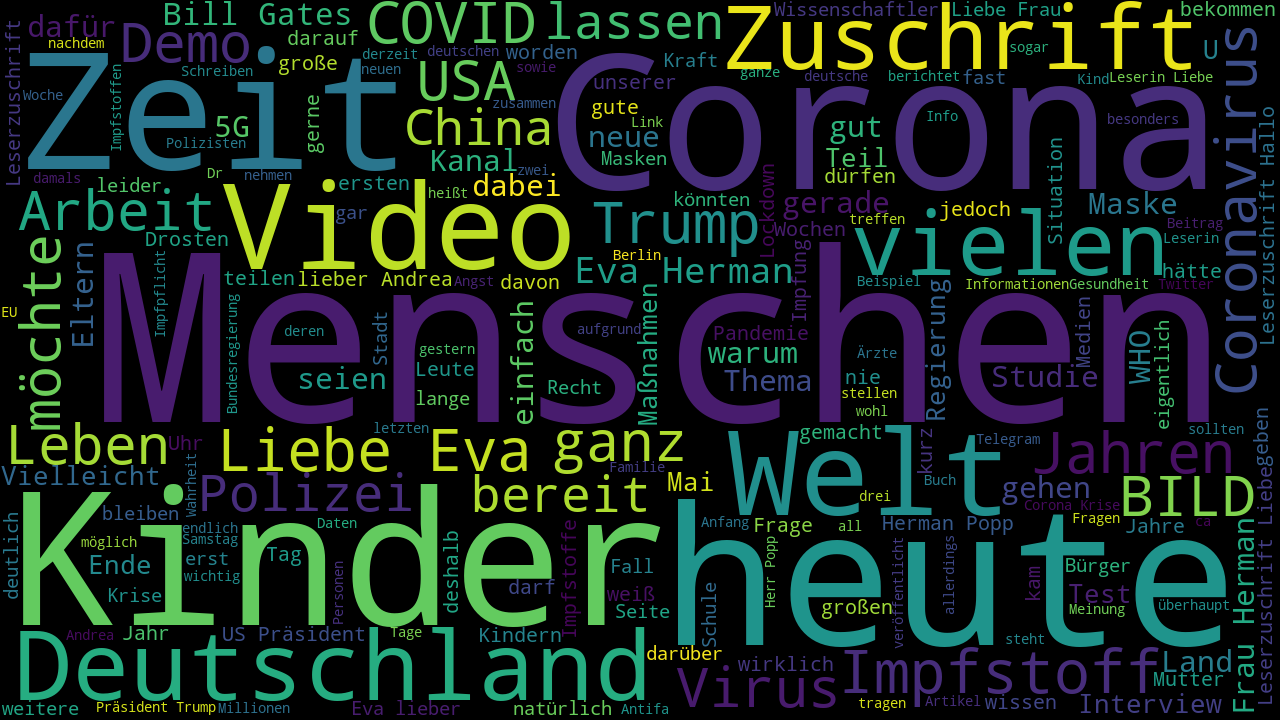 dafür
Bill Gates
COVID
lassen
Zuschrift
Wissenschaftler
Liebe Frau
bekommen
nachdem
Demo
darauf
derzeit
deutschen
worden
sogar
U
Leserzuschrift
Zeit
Schreiben
große
neuen
USA
sowie
unserer
Kraft
ganze
deutsche
berichtet
fast
Kind
Leserin Liebe
Corona
Coronavirus
Woche
Impfstoffen
5G
gerne
China
zusammen
gute
Link
neue
gut
Info
besonders
Polizisten
Kanal
zwei
Masken
Teil
Leserzuschrift Hallo
damals
leider
Dr
nehmen
ersten
heißt
dabei
könnten
Lockdown
dürfen
Situation
Arbeit
Video
gar
Trump
gerade
treffen
jedoch
Maske
Wochen
vielen
Beitrag
Leserin
möchte
Eltern
Drosten
Berlin
teilen
lieber
Andrea
Angst
davon
Eva Herman
Impfung
Beispiel
Informationen
Gesundheit
Twitter
hätte
EU
Impfpflicht
Menschen
Bundesregierung
deren
Stadt
gestern
einfach
aufgrund
Maßnahmen
Pandemie
Regierung
Medien
WHO
eigentlich
seien
Leute
lange
Recht
warum
Thema
Ärzte
nie
stellen
wohl
Studie
Leben
Uhr
Liebe
Eva
letzten
ganz
gemacht
Welt
kurz
Telegram
Jahren
sollten
Vielleicht
Wahrheit
Polizei
bereit
Familie
Mai
drei
Buch
gehen
BILD
Leserzuschrift Liebe
gegeben
deutlich
Kinder
bleiben
endlich
Samstag
Daten
Anfang
Frage
all
Herman Popp
Corona Krise
Fragen
ca
Jahre
möglich
Ende
erst
wichtig
Tag
Personen
deshalb
darf
Impfstoffe
Fall
weiß
Seite
Schule
Herr Popp
heute
großen
veröffentlicht
allerdings
kam
Bürger
Test
Meinung
überhaupt
Frau Herman
Krise
Andrea
Jahr
US Präsident
Tage
Kindern
darüber
steht
Deutschland
wirklich
Virus
Impfstoff
Land
Mutter
weitere
Präsident Trump
Millionen
Eva lieber
natürlich
Antifa
tragen
Artikel
wissen
Interview